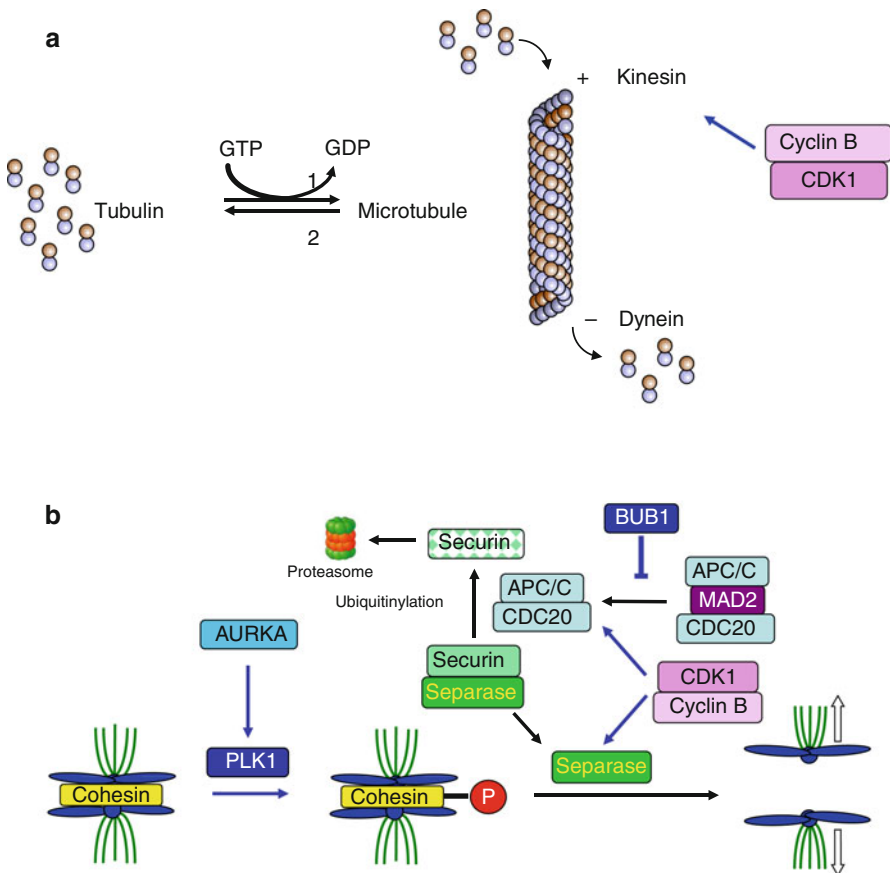 a
+ Kinesin
Cyclin B
CDK1
GTP GDP
1
Tubulin Microtubule
2
– Dynein
b
BUB1
Securin
Proteasome
APC/C
APC/C
MAD2
Ubiquitinylation
CDC20
CDC20
AURKA
Securin
Separase
CDK1
Cyclin B
PLK1
Separase
Cohesin
Cohesin
P